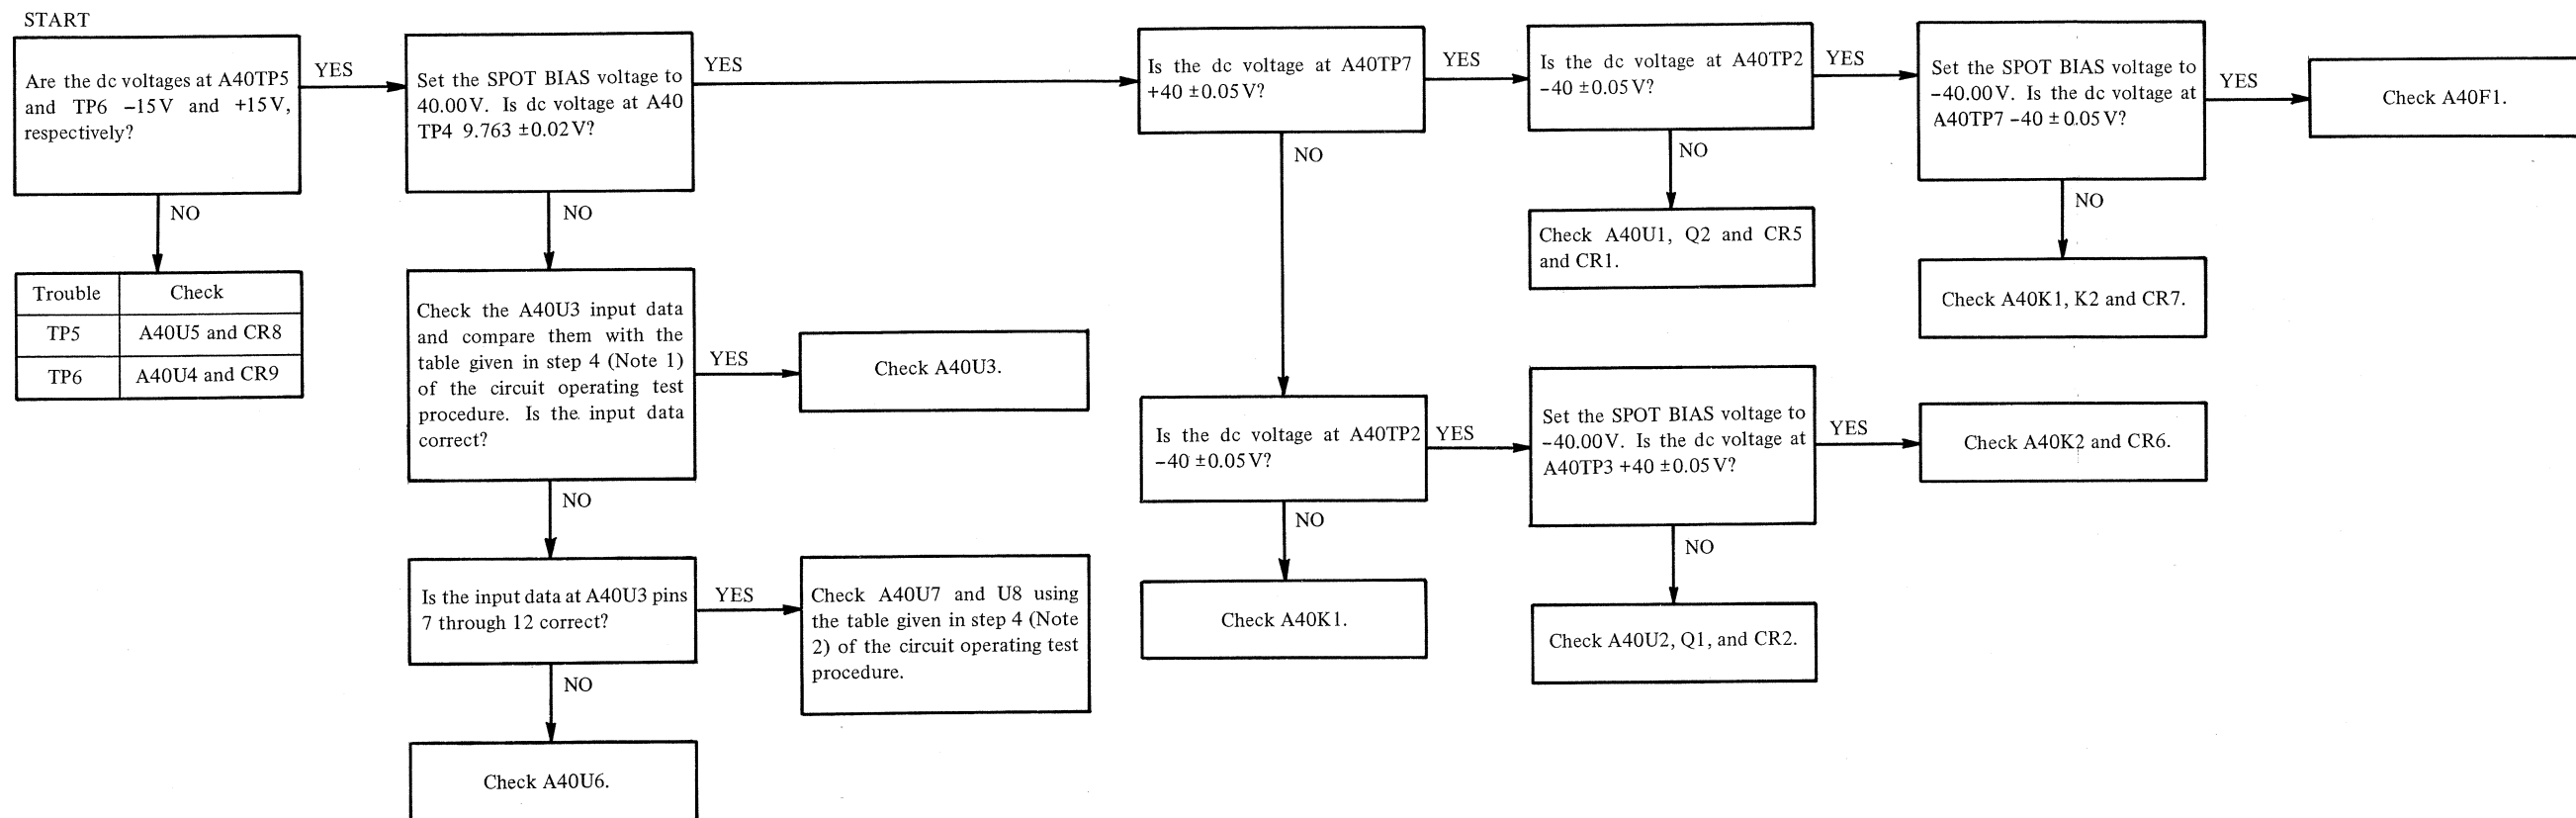 START
Are the dc voltages at A40TP5
and TP6 −15V and +15V,
respectively?
YES
NO
Trouble Check
TP5 A40U5 and CR8
TP6 A40U4 and CR9
Set the SPOT BIAS voltage to
40.00V. Is dc voltage at A40
TP4 9.763 ±0.02V?
YES
NO
Check the A40U3 input data
and compare them with the
table given in step 4 (Note 1)
of the circuit operating test
procedure. Is the input data
correct?
YES
Check A40U3.
NO
Is the input data at A40U3 pins
7 through 12 correct?
YES
Check A40U7 and U8 using
the table given in step 4 (Note
2) of the circuit operating test
procedure.
NO
Check A40U6.
Is the dc voltage at A40TP7
+40 ±0.05V?
YES
NO
Is the dc voltage at A40TP2
−40 ±0.05V?
YES
NO
Check A40U1, Q2 and CR5
and CR1.
Set the SPOT BIAS voltage to
−40.00V. Is the dc voltage at
A40TP7 −40 ±0.05V?
YES
Check A40F1.
NO
Check A40K1, K2 and CR7.
Is the dc voltage at A40TP2
−40 ±0.05V?
YES
NO
Check A40K1.
Set the SPOT BIAS voltage to
−40.00V. Is the dc voltage at
A40TP3 +40 ±0.05V?
YES
Check A40K2 and CR6.
NO
Check A40U2, Q1, and CR2.